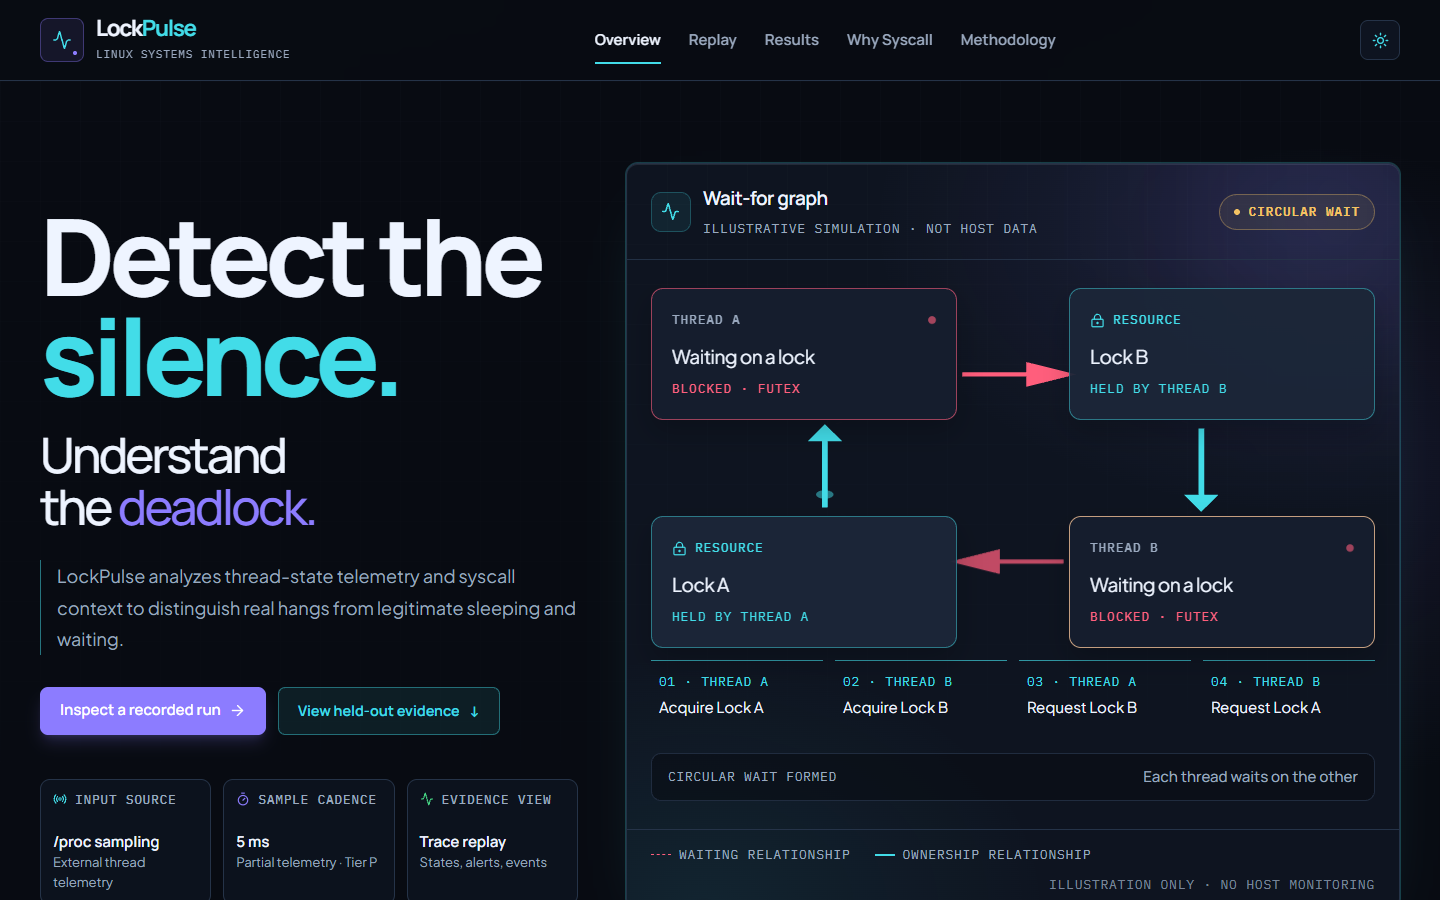 LockPulse
LINUX SYSTEMS INTELLIGENCE
Overview
Replay
Results
Why Syscall
Methodology
Detect the
silence.
Understand
the deadlock.
LockPulse analyzes thread-state telemetry and syscall
context to distinguish real hangs from legitimate sleeping and
waiting.
Inspect a recorded run →
View held-out evidence ↓
INPUT SOURCE
/proc sampling
External thread
telemetry
SAMPLE CADENCE
5 ms
Partial telemetry · Tier P
EVIDENCE VIEW
Trace replay
States, alerts, events
Wait-for graph
ILLUSTRATIVE SIMULATION · NOT HOST DATA
CIRCULAR WAIT
THREAD A
Waiting on a lock
BLOCKED · FUTEX
RESOURCE
Lock B
HELD BY THREAD B
RESOURCE
Lock A
HELD BY THREAD A
THREAD B
Waiting on a lock
BLOCKED · FUTEX
01 · THREAD A
Acquire Lock A
02 · THREAD B
Acquire Lock B
03 · THREAD A
Request Lock B
04 · THREAD B
Request Lock A
CIRCULAR WAIT FORMED
Each thread waits on the other
WAITING RELATIONSHIP
OWNERSHIP RELATIONSHIP
ILLUSTRATION ONLY · NO HOST MONITORING